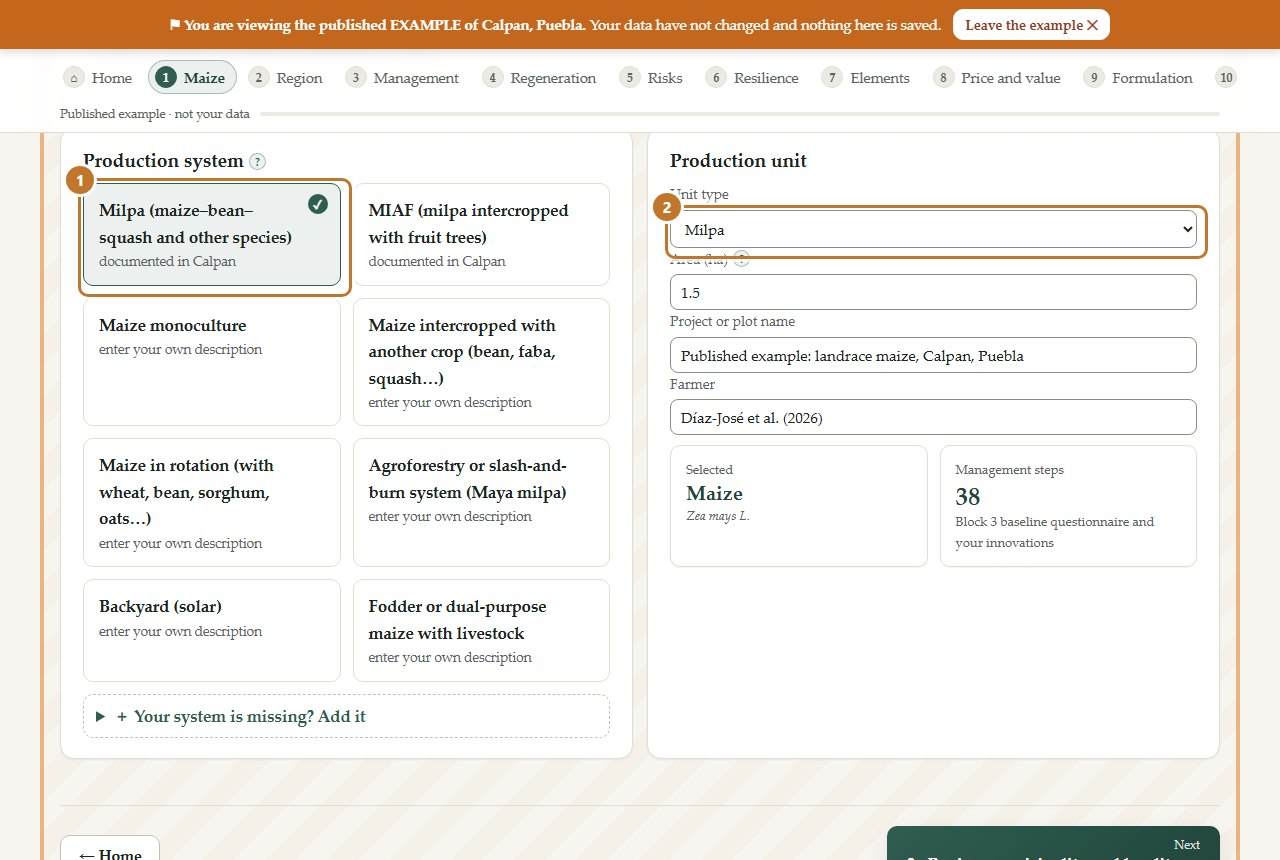 ⚑ You are viewing the published EXAMPLE of Calpan, Puebla. Your data have not changed and nothing here is saved. Leave the example ✕
⌂ Home 1 Maize 2 Region 3 Management 4 Regeneration 5 Risks 6 Resilience 7 Elements 8 Price and value 9 Formulation 10
Published example · not your data
Production system ?
1
Milpa (maize–bean–
squash and other species) ✓
documented in Calpan
MIAF (milpa intercropped
with fruit trees)
documented in Calpan
Maize monoculture
enter your own description
Maize intercropped with
another crop (bean, faba,
squash…)
enter your own description
Maize in rotation (with
wheat, bean, sorghum,
oats…)
enter your own description
Agroforestry or slash-and-
burn system (Maya milpa)
enter your own description
Backyard (solar)
enter your own description
Fodder or dual-purpose
maize with livestock
enter your own description
▶ + Your system is missing? Add it
Production unit
Unit type
2
Milpa
Area (ha) ?
1.5
Project or plot name
Published example: landrace maize, Calpan, Puebla
Farmer
Díaz-José et al. (2026)
Selected
Maize
Zea mays L.
Management steps
38
Block 3 baseline questionnaire and
your innovations
← Home
Next